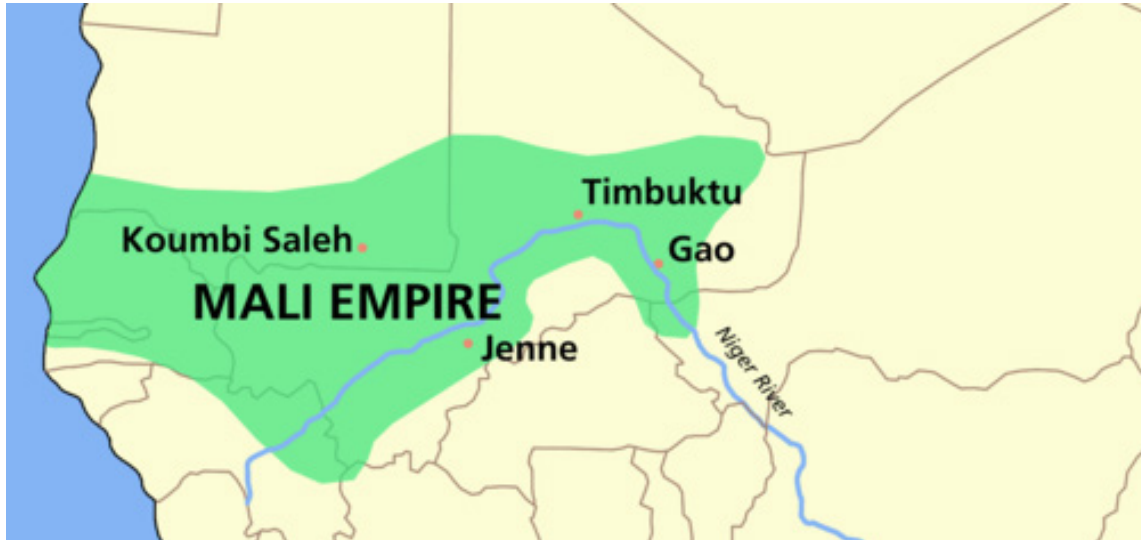 Timbuktu
Koumbi Saleh
Gao
MALI EMPIRE
Jenne
Niger River